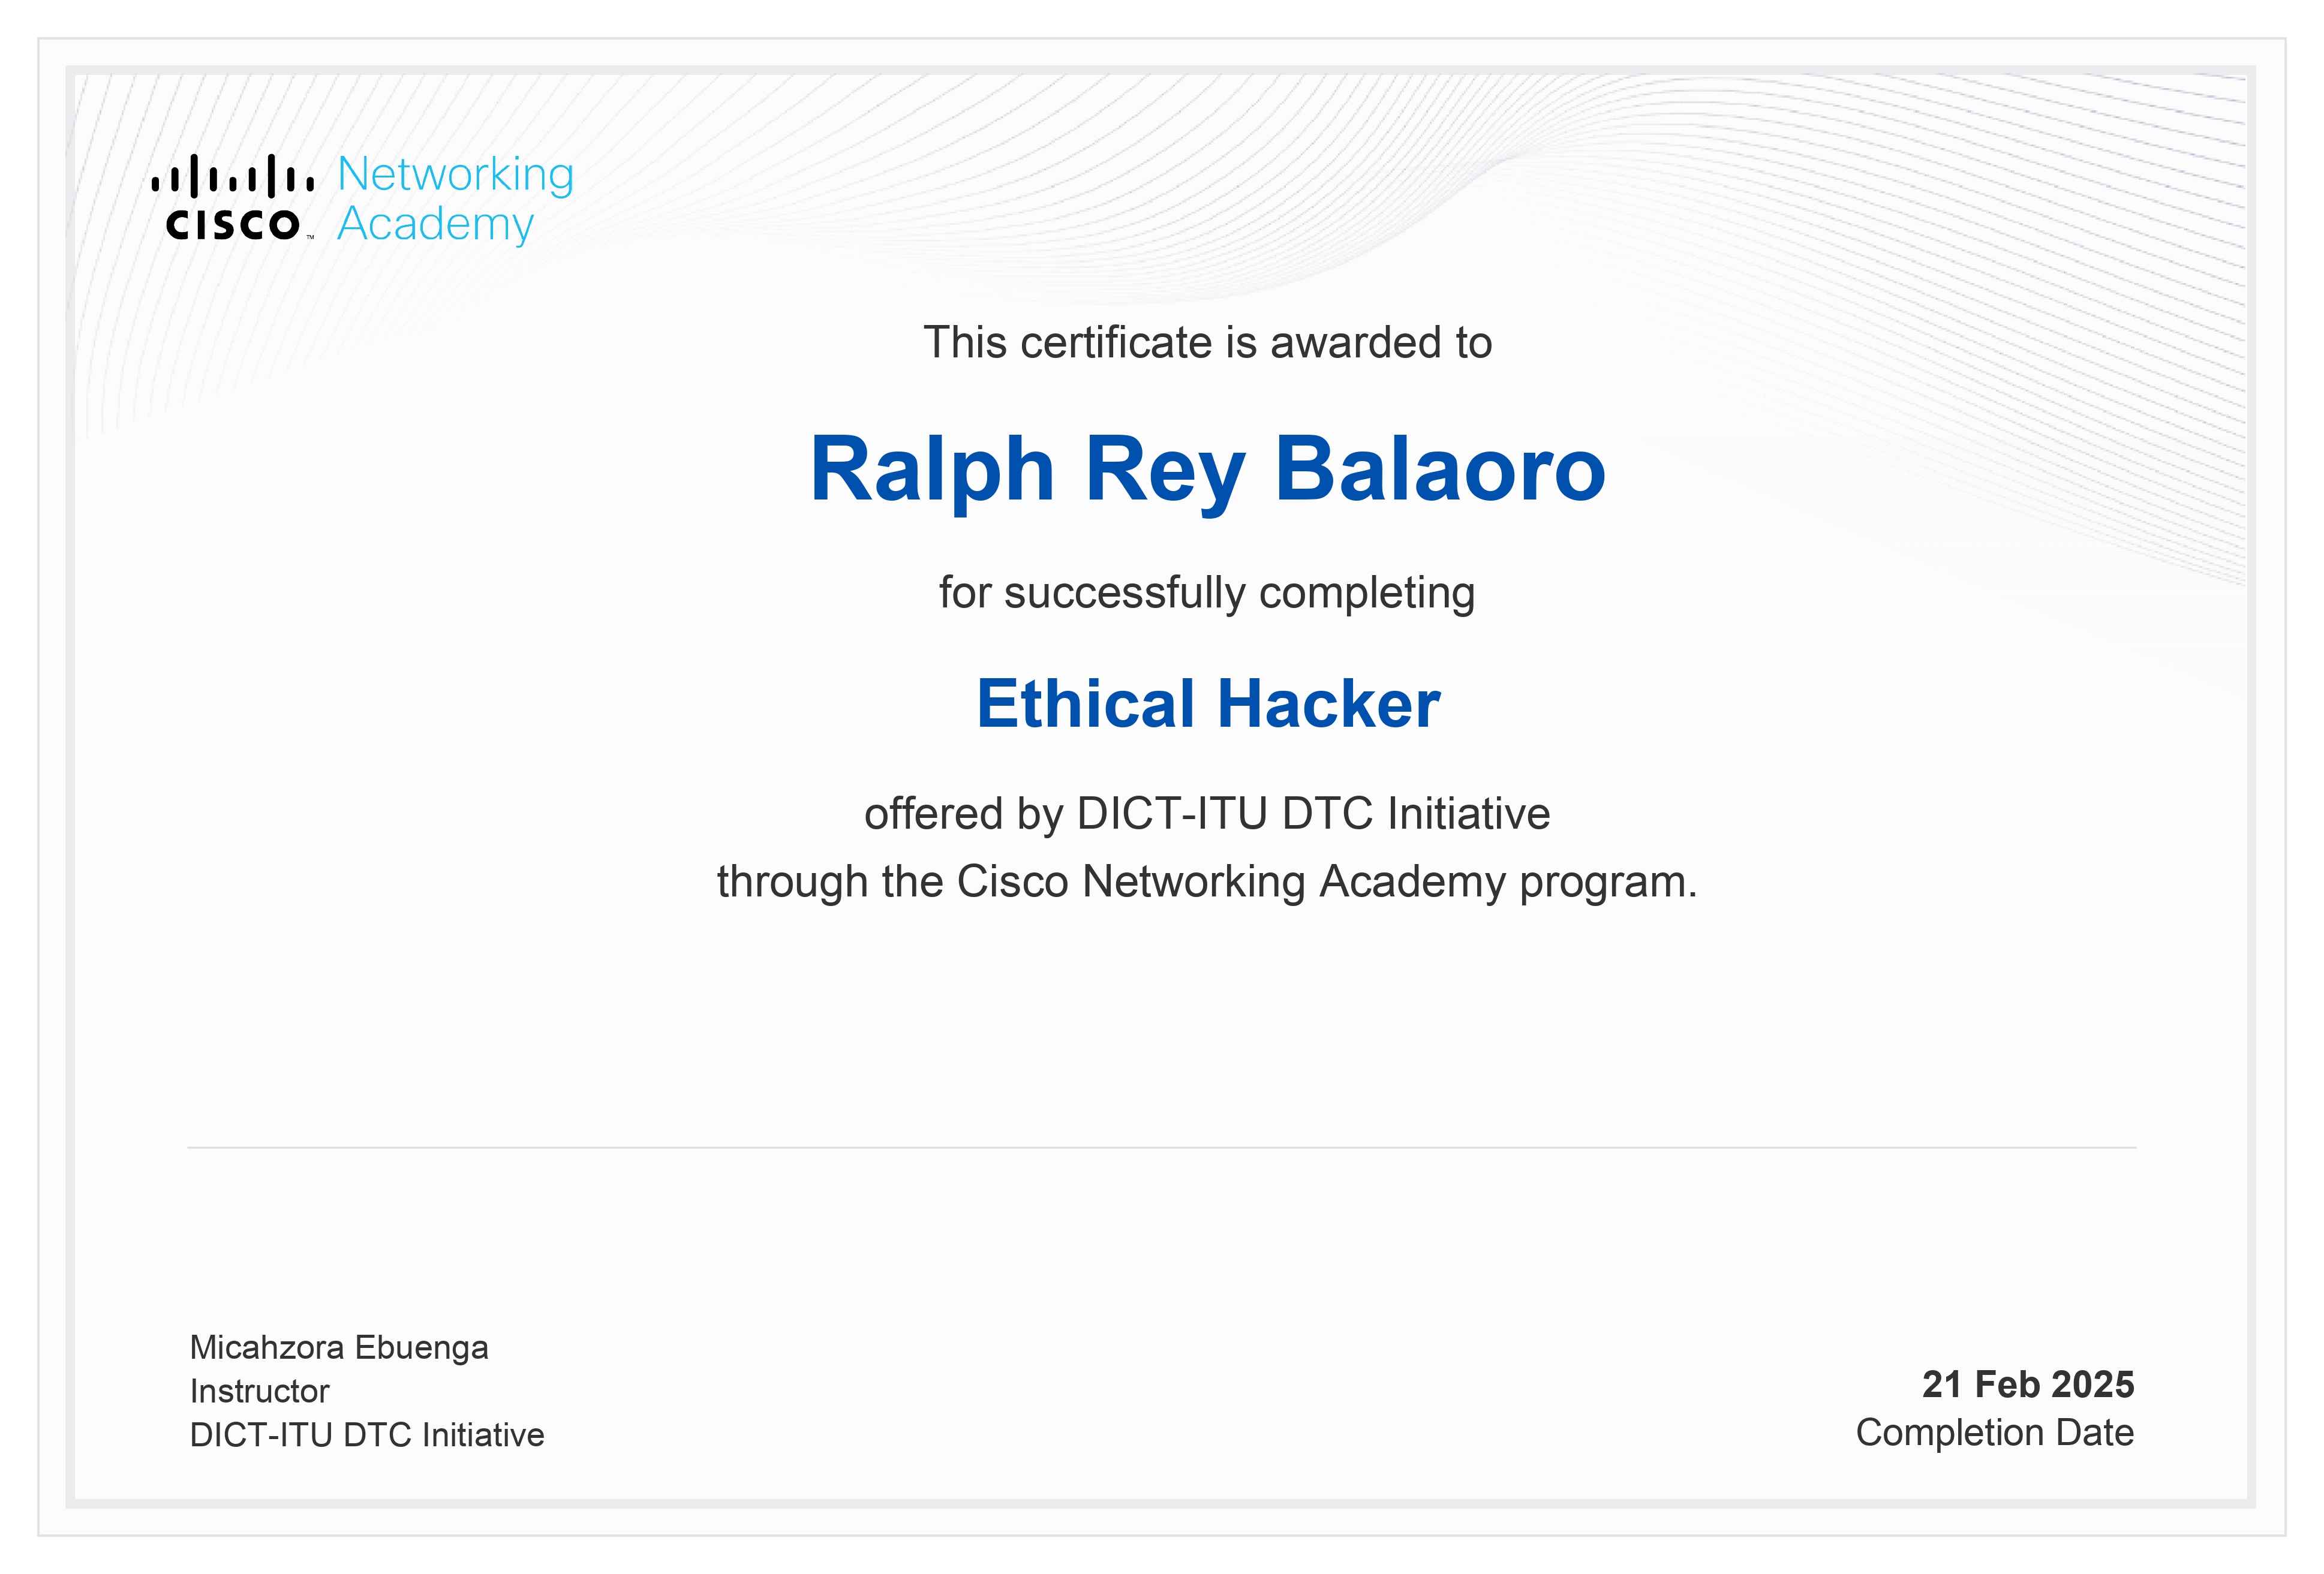 Networking
Academy
CISCO™
This certificate is awarded to
Ralph Rey Balaoro
for successfully completing
Ethical Hacker
offered by DICT-ITU DTC Initiative
through the Cisco Networking Academy program.
Micahzora Ebuenga
Instructor
DICT-ITU DTC Initiative
21 Feb 2025
Completion Date